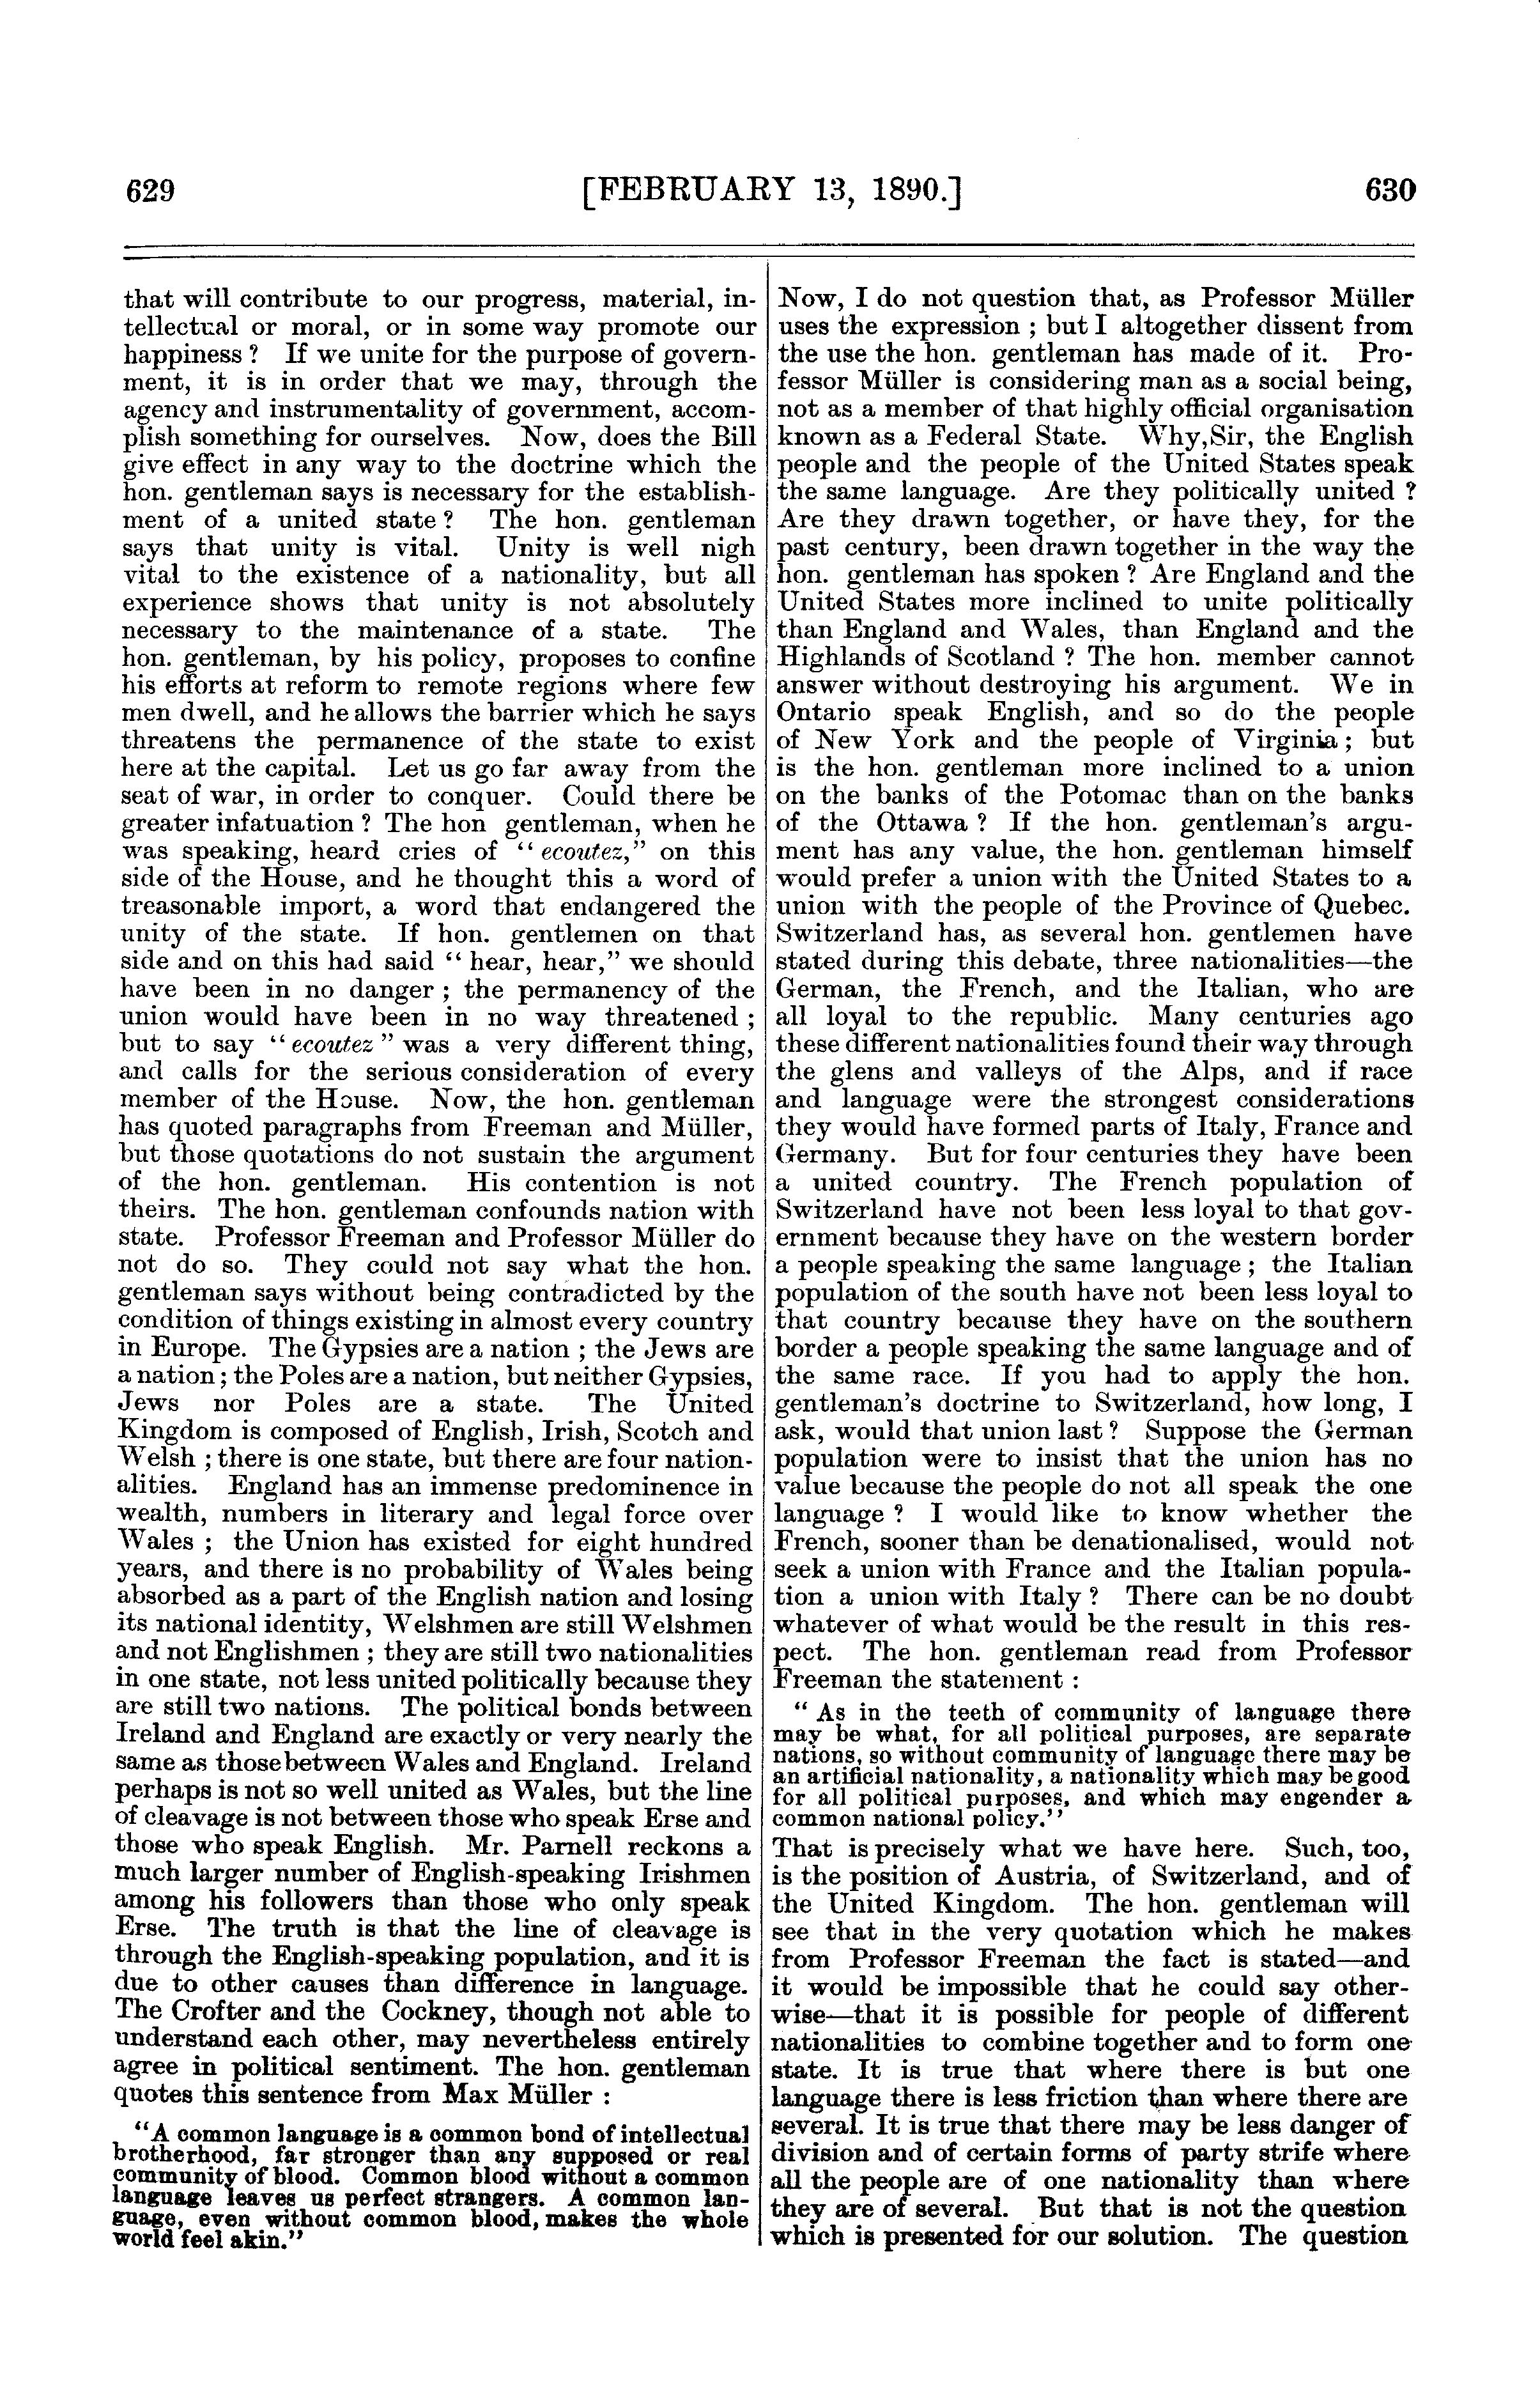 629
[FEBRUARY 13, 1890.]
630
that will contribute to our progress, material, in-
tellectual or moral, or in some way promote our
happiness ? If we unite for the purpose of govern-
ment, it is in order that we may, through the
agency and instrumentality of government, accom-
plish something for ourselves. Now, does the Bill
give effect in any way to the doctrine which the
hon. gentleman says is necessary for the establish-
ment of a united state ? The hon. gentleman
says that unity is vital. Unity is well nigh
vital to the existence of a nationality, but all
experience shows that unity is not absolutely
necessary to the maintenance of a state. The
hon. gentleman, by his policy, proposes to confine
his efforts at reform to remote regions where few
men dwell, and he allows the barrier which he says
threatens the permanence of the state to exist
here at the capital. Let us go far away from the
seat of war, in order to conquer. Could there be
greater infatuation ? The hon gentleman, when he
was speaking, heard cries of " ecoutez," on this
side of the House, and he thought this a word of
treasonable import, a word that endangered the
unity of the state. If hon. gentlemen on that
side and on this had said " hear, hear," we should
have been in no danger ; the permanency of the
union would have been in no way threatened ;
but to say " ecoutez " was a very different thing,
and calls for the serious consideration of every
member of the House. Now, the hon. gentleman
has quoted paragraphs from Freeman and Müller,
but those quotations do not sustain the argument
of the hon. gentleman. His contention is not
theirs. The hon. gentleman confounds nation with
state. Professor Freeman and Professor Müller do
not do so. They could not say what the hon.
gentleman says without being contradicted by the
condition of things existing in almost every country
in Europe. The Gypsies are a nation ; the Jews are
a nation ; the Poles are a nation, but neither Gypsies,
Jews nor Poles are a state. The United
Kingdom is composed of English, Irish, Scotch and
Welsh ; there is one state, but there are four nation-
alities. England has an immense predominence in
wealth, numbers in literary and legal force over
Wales ; the Union has existed for eight hundred
years, and there is no probability of Wales being
absorbed as a part of the English nation and losing
its national identity, Welshmen are still Welshmen
and not Englishmen ; they are still two nationalities
in one state, not less united politically because they
are still two nations. The political bonds between
Ireland and England are exactly or very nearly the
same as those between Wales and England. Ireland
perhaps is not so well united as Wales, but the line
of cleavage is not between those who speak Erse and
those who speak English. Mr. Parnell reckons a
much larger number of English-speaking Irishmen
among his followers than those who only speak
Erse. The truth is that the line of cleavage is
through the English-speaking population, and it is
due to other causes than difference in language.
The Crofter and the Cockney, though not able to
understand each other, may nevertheless entirely
agree in political sentiment. The hon. gentleman
quotes this sentence from Max Müller :
"A common language is a common bond of intellectual
brotherhood, far stronger than any supposed or real
community of blood. Common blood without a common
language leaves us perfect strangers. A common lan-
guage, even without common blood, makes the whole
world feel akin."
Now, I do not question that, as Professor Müller
uses the expression ; but I altogether dissent from
the use the hon. gentleman has made of it. Pro-
fessor Müller is considering man as a social being,
not as a member of that highly official organisation
known as a Federal State. Why, Sir, the English
people and the people of the United States speak
the same language. Are they politically united ?
Are they drawn together, or have they, for the
past century, been drawn together in the way the
hon. gentleman has spoken ? Are England and the
United States more inclined to unite politically
than England and Wales, than England and the
Highlands of Scotland ? The hon. member cannot
answer without destroying his argument. We in
Ontario speak English, and so do the people
of New York and the people of Virginia ; but
is the hon. gentleman more inclined to a union
on the banks of the Potomac than on the banks
of the Ottawa ? If the hon. gentleman's argu-
ment has any value, the hon. gentleman himself
would prefer a union with the United States to a
union with the people of the Province of Quebec.
Switzerland has, as several hon. gentlemen have
stated during this debate, three nationalities—the
German, the French, and the Italian, who are
all loyal to the republic. Many centuries ago
these different nationalities found their way through
the glens and valleys of the Alps, and if race
and language were the strongest considerations
they would have formed parts of Italy, France and
Germany. But for four centuries they have been
a united country. The French population of
Switzerland have not been less loyal to that gov-
ernment because they have on the western border
a people speaking the same language ; the Italian
population of the south have not been less loyal to
that country because they have on the southern
border a people speaking the same language and of
the same race. If you had to apply the hon.
gentleman's doctrine to Switzerland, how long, I
ask, would that union last ? Suppose the German
population were to insist that the union has no
value because the people do not all speak the one
language ? I would like to know whether the
French, sooner than be denationalised, would not
seek a union with France and the Italian popula-
tion a union with Italy ? There can be no doubt
whatever of what would be the result in this res-
pect. The hon. gentleman read from Professor
Freeman the statement :
" As in the teeth of community of language there
may be what, for all political purposes, are separate
nations, so without community of language there may be
an artificial nationality, a nationality which may be good
for all political purposes, and which may engender a
common national policy."
That is precisely what we have here. Such, too,
is the position of Austria, of Switzerland, and of
the United Kingdom. The hon. gentleman will
see that in the very quotation which he makes
from Professor Freeman the fact is stated—and
it would be impossible that he could say other-
wise—that it is possible for people of different
nationalities to combine together and to form one
state. It is true that where there is but one
language there is less friction than where there are
several. It is true that there may be less danger of
division and of certain forms of party strife where
all the people are of one nationality than where
they are of several. But that is not the question
which is presented for our solution. The question